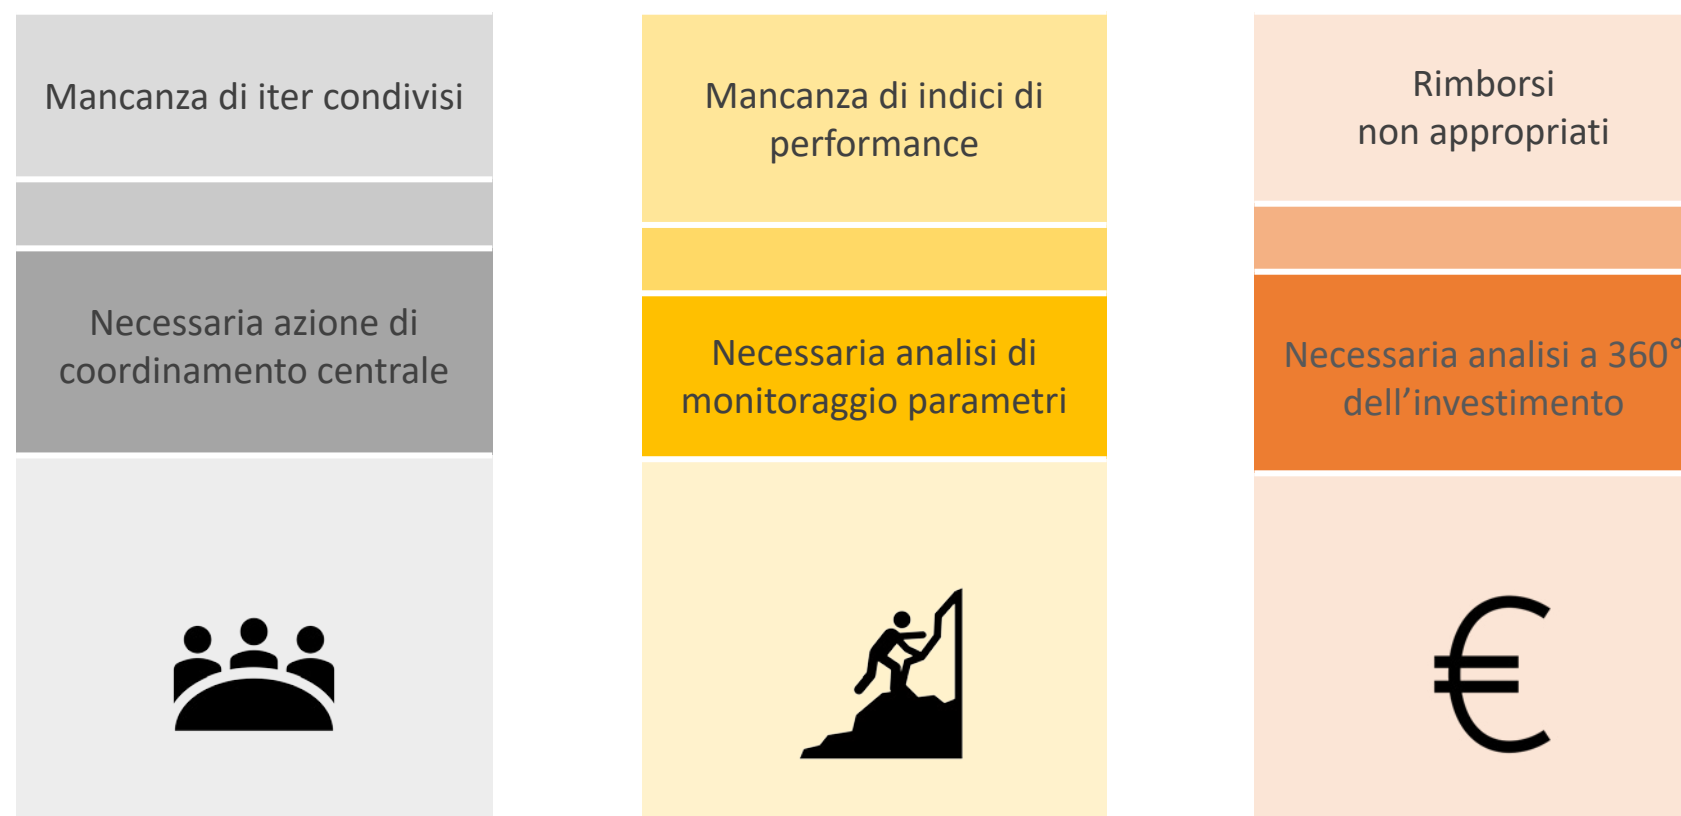 Mancanza di iter condivisi
Necessaria azione di
coordinamento centrale
Mancanza di indici di
performance
Necessaria analisi di
monitoraggio parametri
Rimborsi
non appropriati
Necessaria analisi a 360°
dell’investimento
€